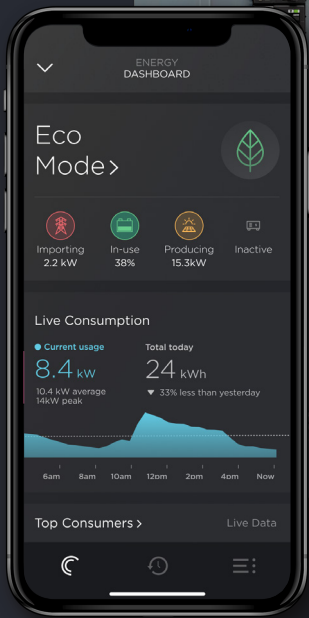 ENERGY
DASHBOARD
Eco
Mode>
Importing
2.2 kW
In-use
38%
Producing
15.3kW
Inactive
Live Consumption
Current usage
8.4 kW
10.4 kW average
14kW peak
Total today
24 kWh
▼ 33% less than yesterday
6am 8am 10am 12pm 2pm 4pm Now
Top Consumers> Live Data